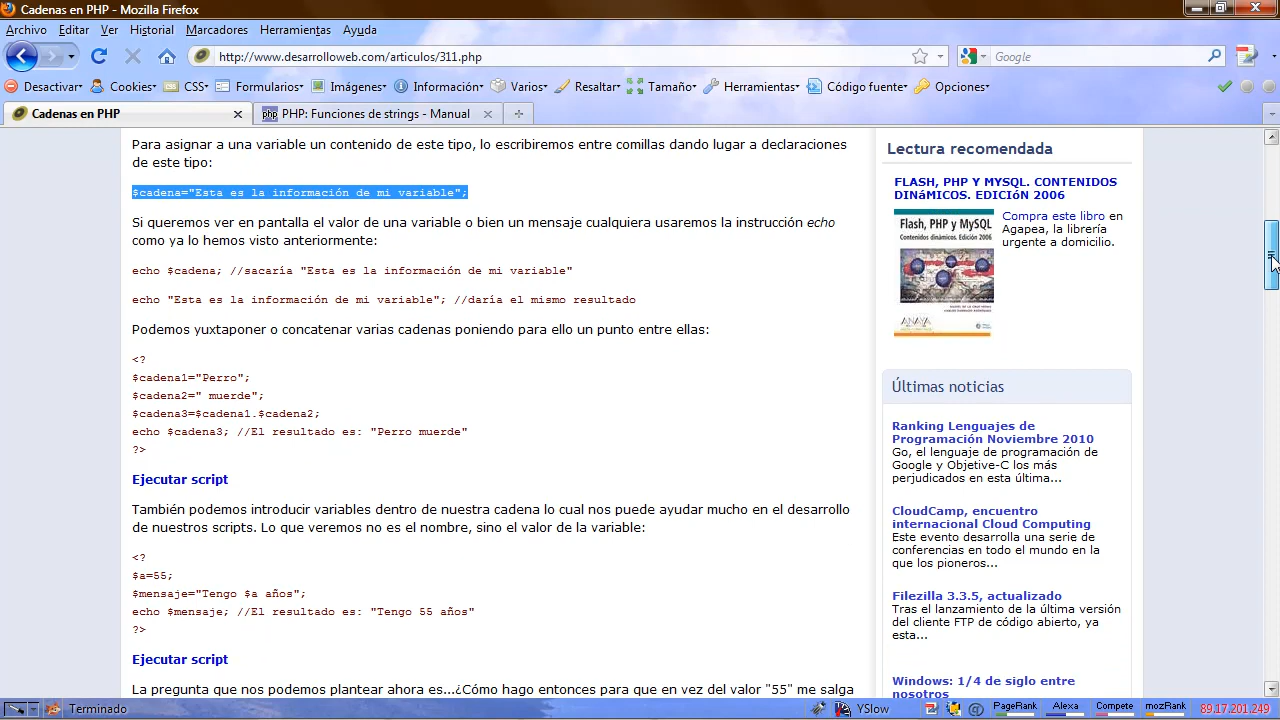 Cadenas en PHP - Mozilla Firefox
Archivo Editar Ver Historial Marcadores Herramientas Ayuda
http://www.desarrolloweb.com/articulos/311.php
Google
Desactivar Cookies CSS Formularios Imágenes Información Varios Resaltar Tamaño Herramientas Código fuente Opciones
Cadenas en PHP
PHP: Funciones de strings - Manual
Para asignar a una variable un contenido de este tipo, lo escribiremos entre comillas dando lugar a declaraciones
de este tipo:
$cadena="Esta es la información de mi variable";
Si queremos ver en pantalla el valor de una variable o bien un mensaje cualquiera usaremos la instrucción echo
como ya lo hemos visto anteriormente:
echo $cadena; //sacaría "Esta es la información de mi variable"
echo "Esta es la información de mi variable"; //daría el mismo resultado
Podemos yuxtaponer o concatenar varias cadenas poniendo para ello un punto entre ellas:
<?
$cadena1="Perro";
$cadena2=" muerde";
$cadena3=$cadena1.$cadena2;
echo $cadena3; //El resultado es: "Perro muerde"
?>
Ejecutar script
También podemos introducir variables dentro de nuestra cadena lo cual nos puede ayudar mucho en el desarrollo
de nuestros scripts. Lo que veremos no es el nombre, sino el valor de la variable:
<?
$a=55;
$mensaje="Tengo $a años";
echo $mensaje; //El resultado es: "Tengo 55 años"
?>
Ejecutar script
La pregunta que nos podemos plantear ahora es...¿Cómo hago entonces para que en vez del valor "55" me salga
Lectura recomendada
FLASH, PHP Y MYSQL. CONTENIDOS
DINáMICOS. EDICIóN 2006
Flash, PHP y MySQL
Contenidos dinámicos. Edición 2006
ANAYA
Compra este libro en
Agapea, la librería
urgente a domicilio.
Últimas noticias
Ranking Lenguajes de
Programación Noviembre 2010
Go, el lenguaje de programación de
Google y Objetive-C los más
perjudicados en esta última...
CloudCamp, encuentro
internacional Cloud Computing
Este evento desarrolla una serie de
conferencias en todo el mundo en la
que los pioneros...
Filezilla 3.3.5, actualizado
Tras el lanzamiento de la última versión
del cliente FTP de código abierto, ya
esta...
Windows: 1/4 de siglo entre
nosotros
Terminado
YSlow
PageRank
Alexa
Compete
mozRank
89.17.201.249